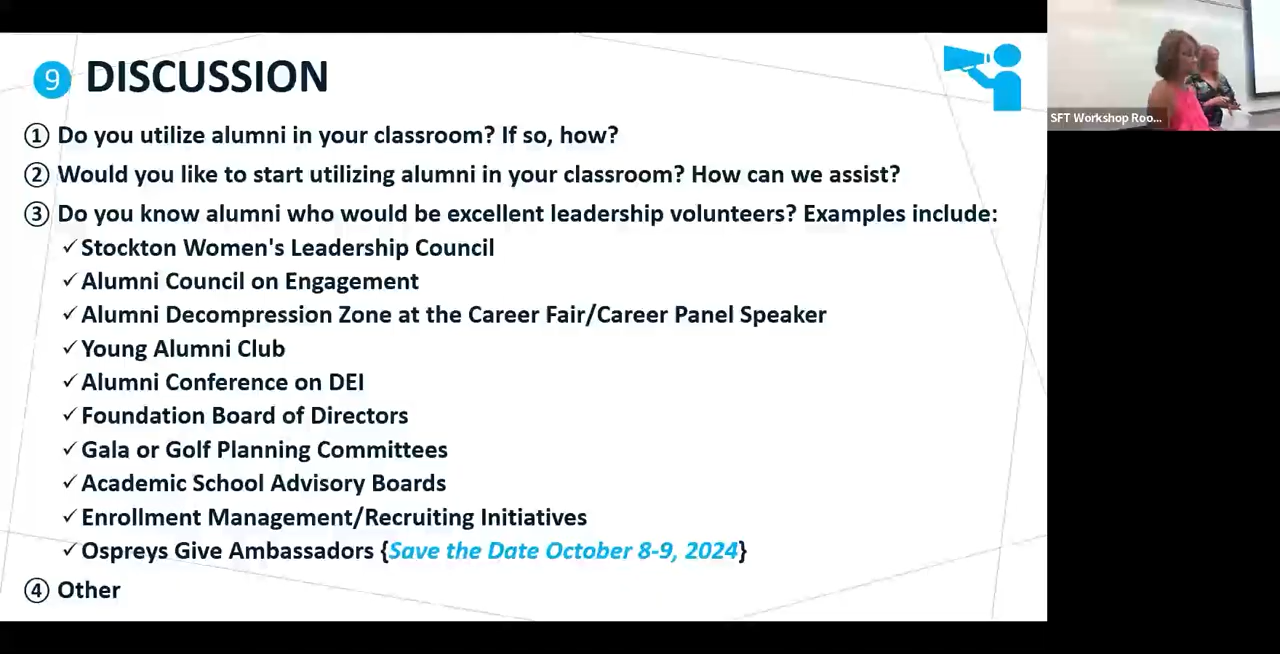 9 DISCUSSION
① Do you utilize alumni in your classroom? If so, how?
② Would you like to start utilizing alumni in your classroom? How can we assist?
③ Do you know alumni who would be excellent leadership volunteers? Examples include:
✓ Stockton Women's Leadership Council
✓ Alumni Council on Engagement
✓ Alumni Decompression Zone at the Career Fair/Career Panel Speaker
✓ Young Alumni Club
✓ Alumni Conference on DEI
✓ Foundation Board of Directors
✓ Gala or Golf Planning Committees
✓ Academic School Advisory Boards
✓ Enrollment Management/Recruiting Initiatives
✓ Ospreys Give Ambassadors {Save the Date October 8-9, 2024}
④ Other
SFT Workshop Roo...